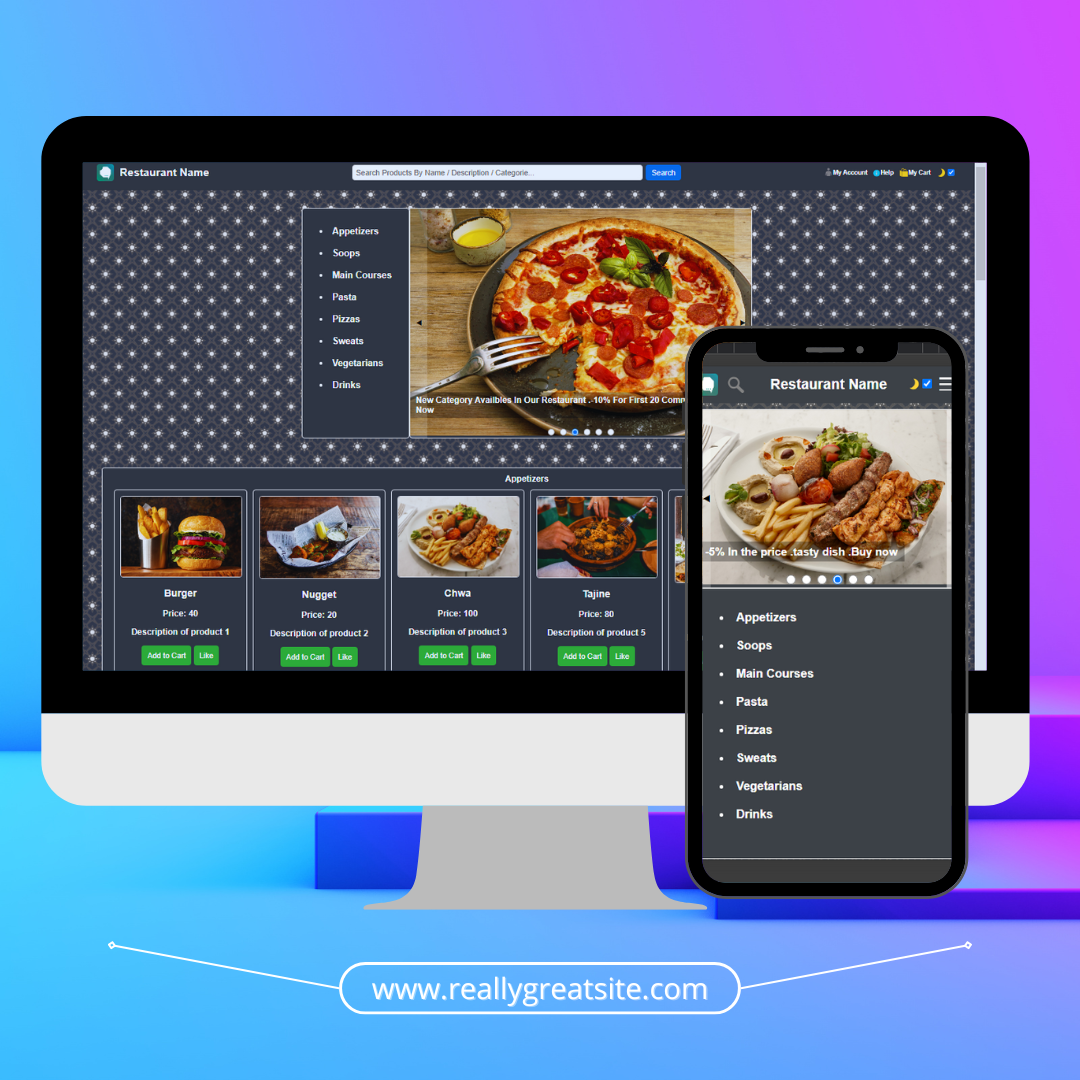 Restaurant Name
Search Products By Name / Description / Categorie...
Search
My Account
Help
My Cart
Appetizers
Soops
Main Courses
Pasta
Pizzas
Sweats
Vegetarians
Drinks
New Category Availbles In Our Restaurant .-10% For First 20
Now
Appetizers
Burger
Price: 40
Description of product 1
Add to Cart
Like
Nugget
Price: 20
Description of product 2
Add to Cart
Like
Chwa
Price: 100
Description of product 3
Add to Cart
Like
Tajine
Price: 80
Description of product 5
Add to Cart
Like
Restaurant Name
-5% In the price .tasty dish .Buy now
Appetizers
Soops
Main Courses
Pasta
Pizzas
Sweats
Vegetarians
Drinks
www.reallygreatsite.com